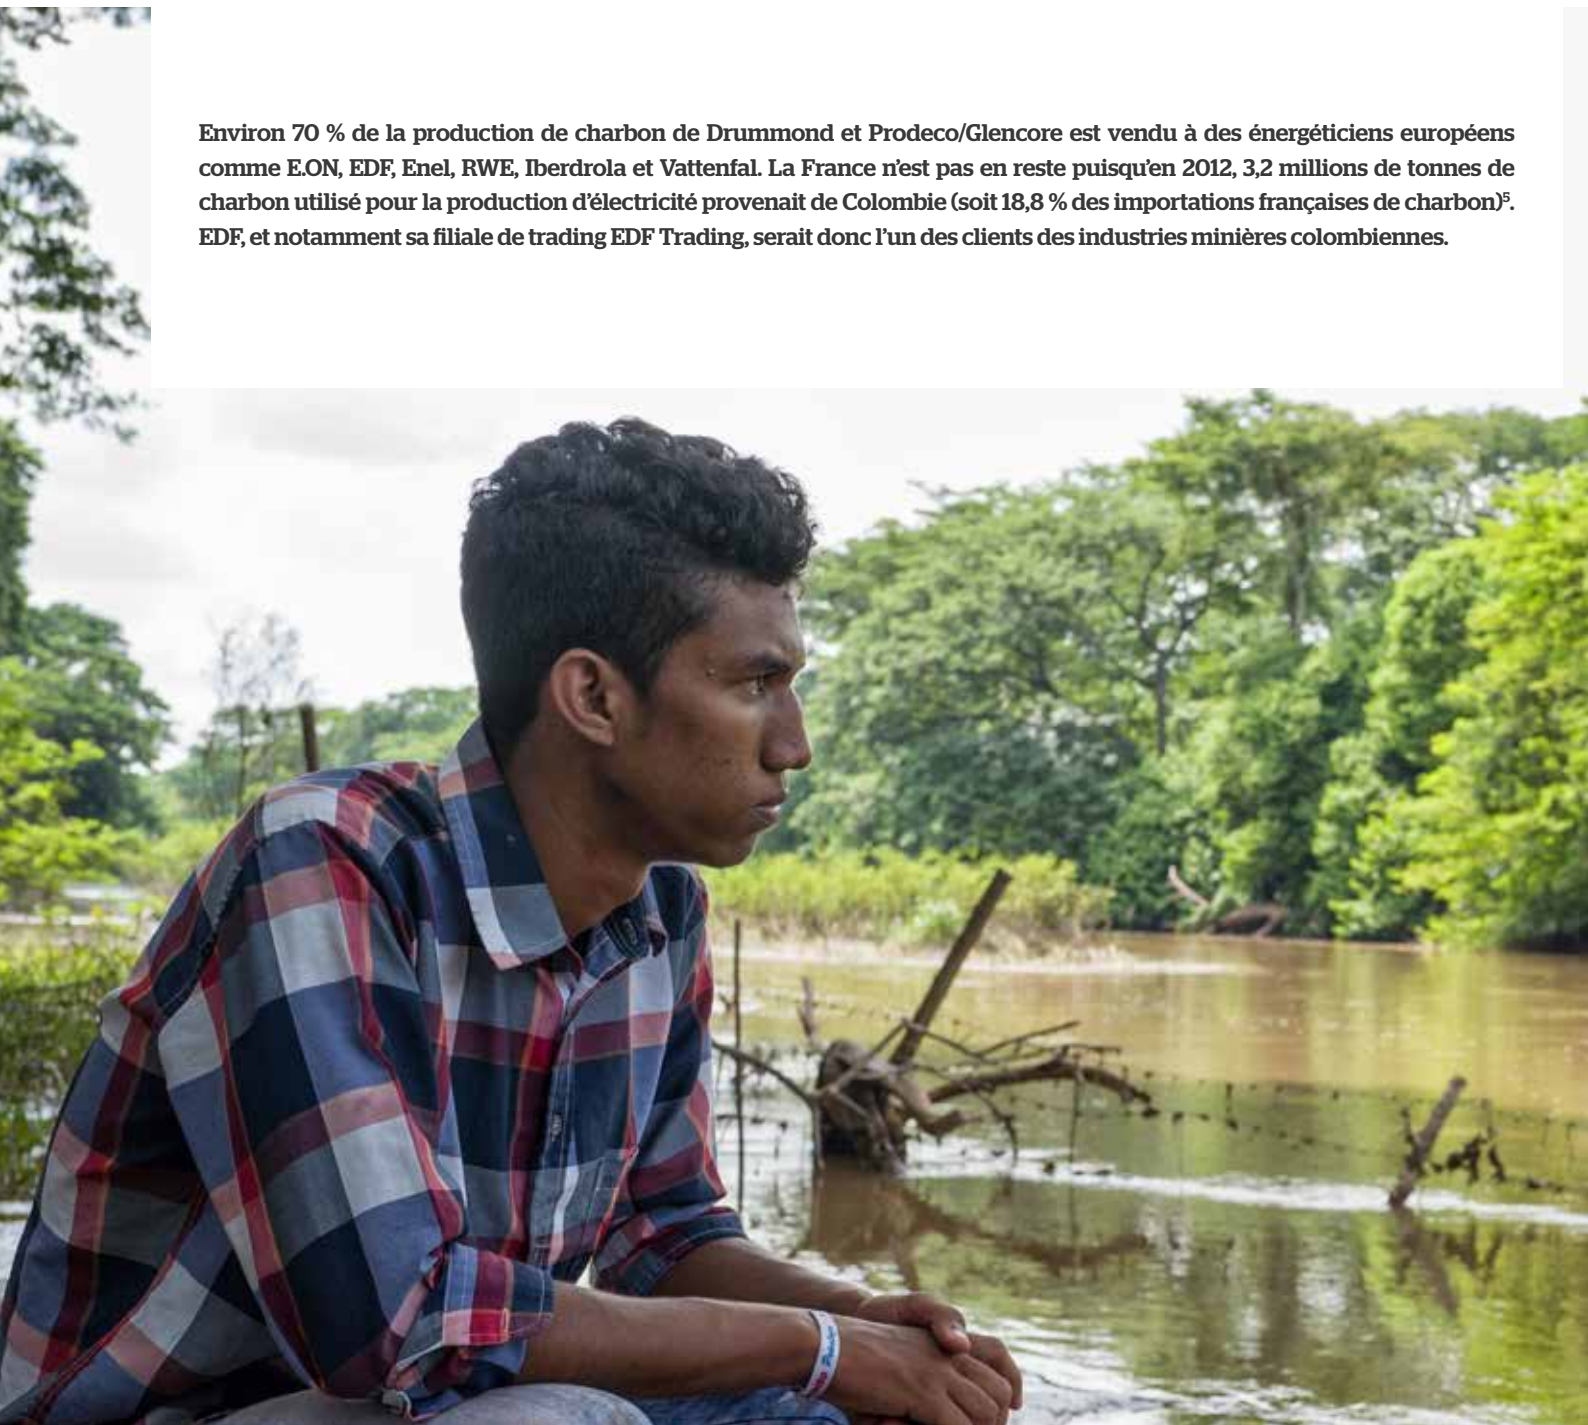 Environ 70 % de la production de charbon de Drummond et Prodeco/Glencore est vendu à des énergéticiens européens
comme E.ON, EDF, Enel, RWE, Iberdrola et Vattenfal. La France n’est pas en reste puisqu’en 2012, 3,2 millions de tonnes de
charbon utilisé pour la production d’électricité provenait de Colombie (soit 18,8 % des importations françaises de charbon)⁵.
EDF, et notamment sa filiale de trading EDF Trading, serait donc l’un des clients des industries minières colombiennes.